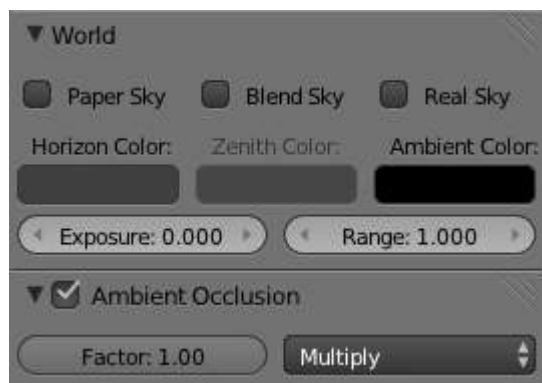 World
Paper Sky Blend Sky Real Sky
Horizon Color: Zenith Color: Ambient Color:
Exposure: 0.000 Range: 1.000
Ambient Occlusion
Factor: 1.00 Multiply